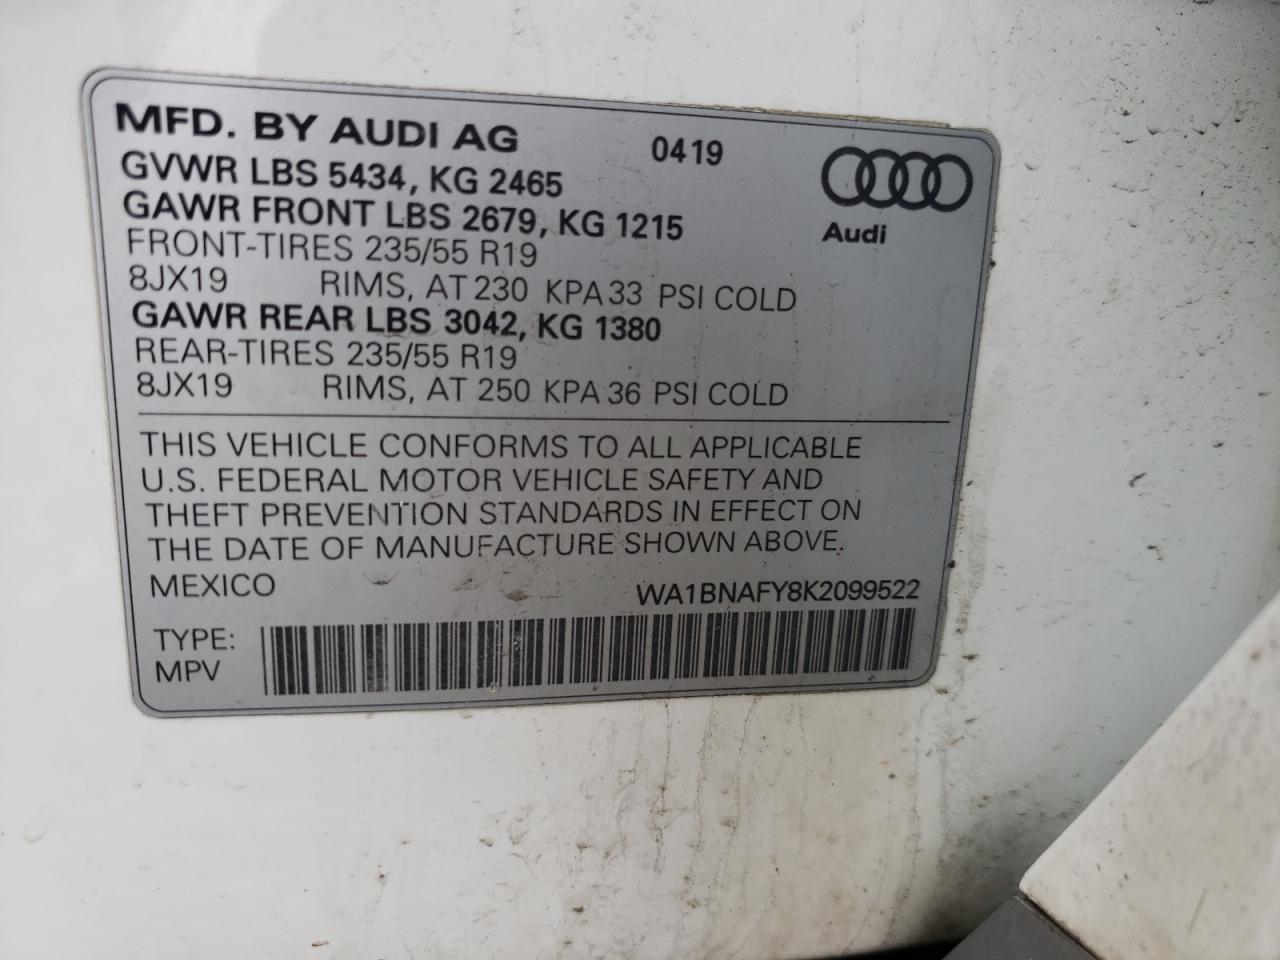 MFD. BY AUDI AG 0419
GVWR LBS 5434, KG 2465
GAWR FRONT LBS 2679, KG 1215
Audi
FRONT-TIRES 235/55 R19
8JX19 RIMS, AT 230 KPA 33 PSI COLD
GAWR REAR LBS 3042, KG 1380
REAR-TIRES 235/55 R19
8JX19 RIMS, AT 250 KPA 36 PSI COLD
THIS VEHICLE CONFORMS TO ALL APPLICABLE
U.S. FEDERAL MOTOR VEHICLE SAFETY AND
THEFT PREVENTION STANDARDS IN EFFECT ON
THE DATE OF MANUFACTURE SHOWN ABOVE.
MEXICO WA1BNAFY8K2099522
TYPE:
MPV